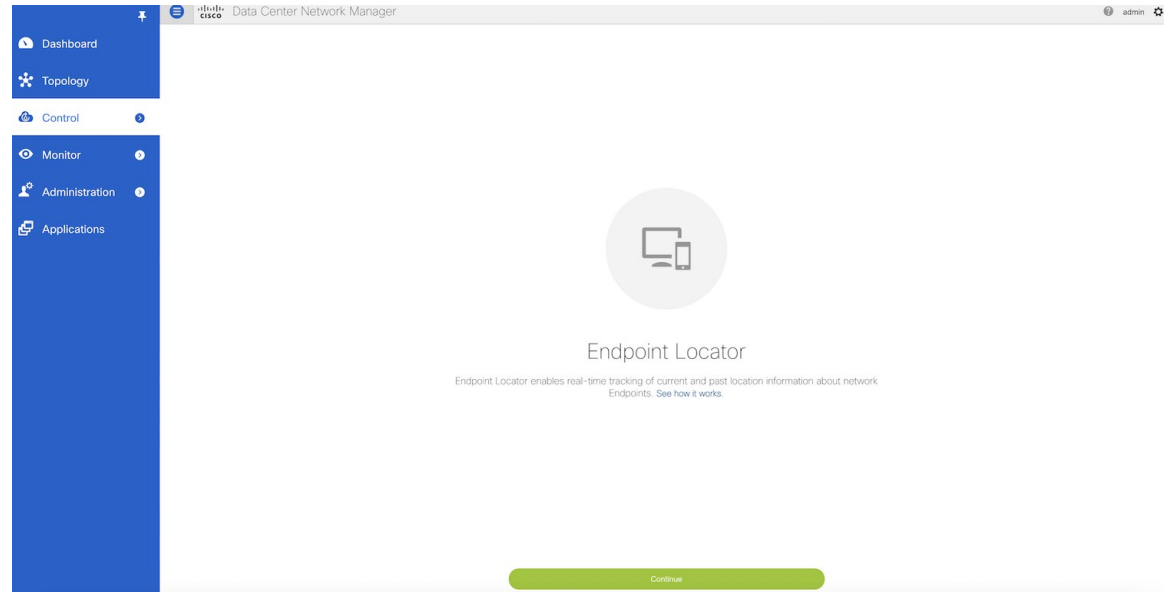 cisco Data Center Network Manager
admin
Dashboard
Topology
Control
Monitor
Administration
Applications
Endpoint Locator
Endpoint Locator enables real-time tracking of current and past location information about network
Endpoints. See how it works.
Continue